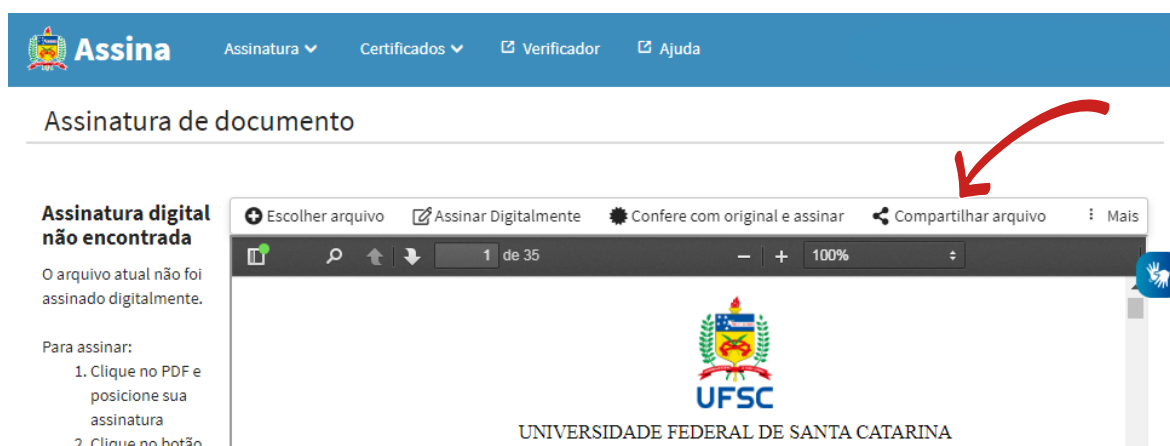 Assina
Assinatura Certificados Verificador Ajuda
Assinatura de documento
Assinatura digital
não encontrada
O arquivo atual não foi
assinado digitalmente.
Para assinar:
1. Clique no PDF e
posicione sua
assinatura
2. Clique no botão
Escolher arquivo Assinar Digitalmente Confere com original e assinar Compartilhar arquivo Mais
1 de 35 100%
UFSC
UNIVERSIDADE FEDERAL DE SANTA CATARINA